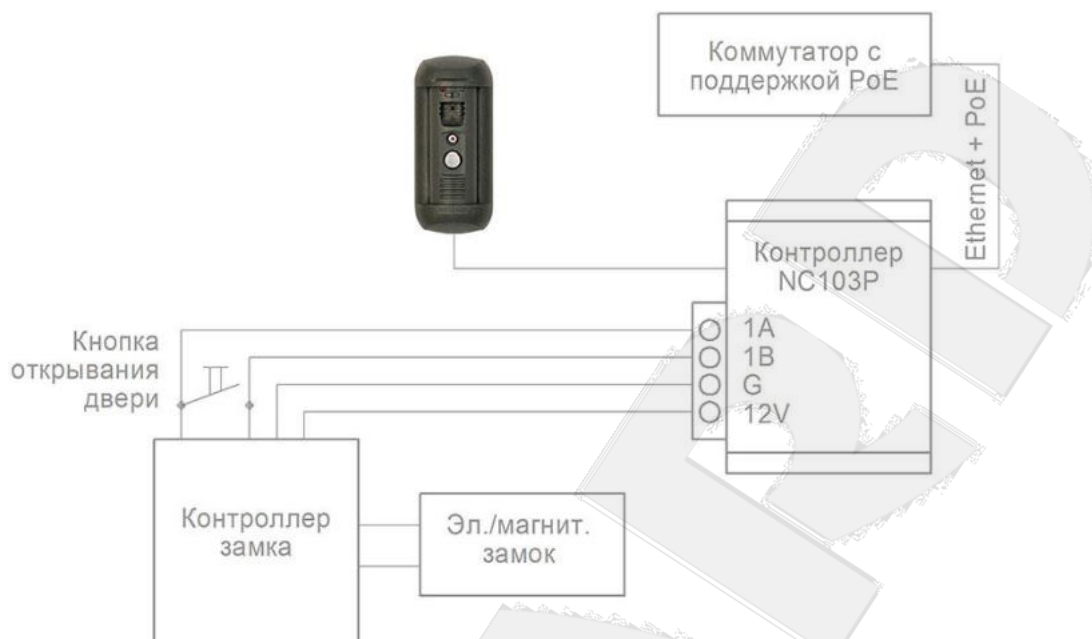 Коммутатор с
поддержкой PoE
Ethernet + PoE
Контроллер
NC103P
1A
1B
G
12V
Кнопка
открывания
двери
Контроллер
замка
Эл./магнит.
замок